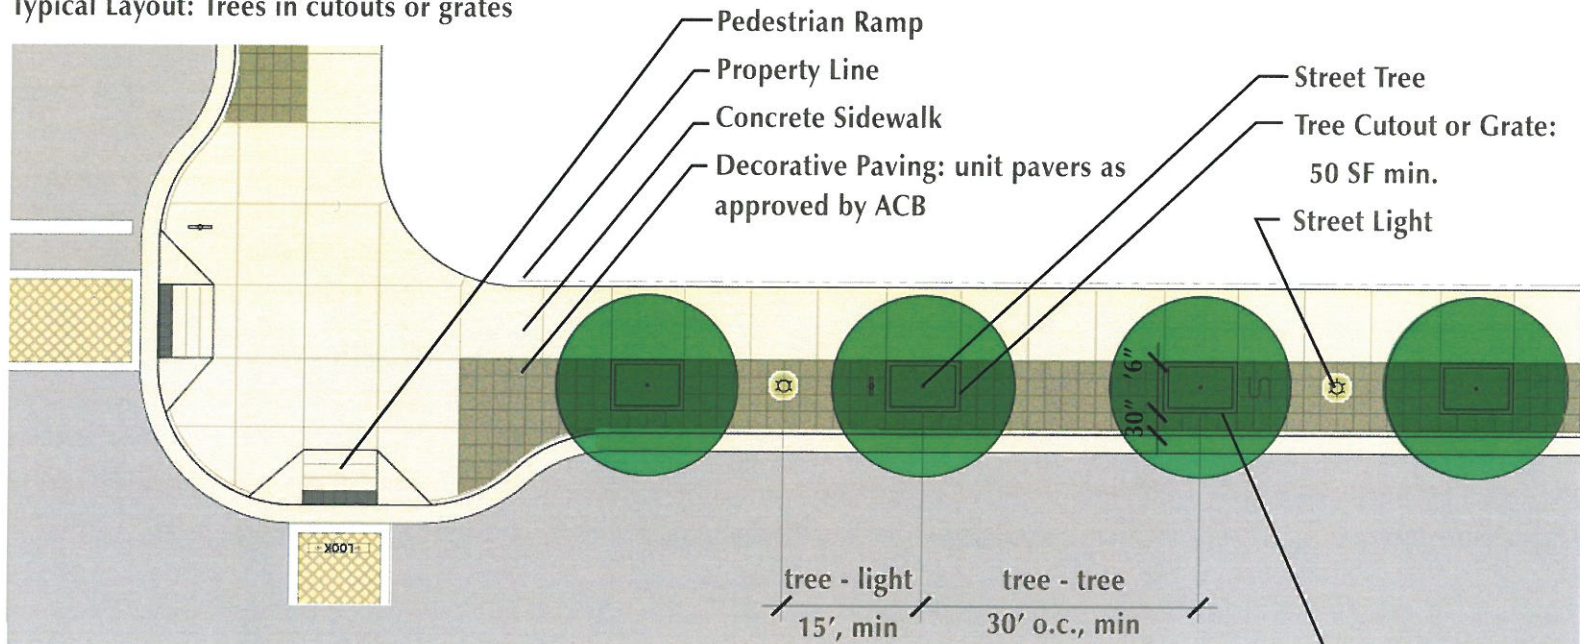 Typical Layout: Trees in cutouts or grates
Pedestrian Ramp
Property Line
Concrete Sidewalk
Decorative Paving: unit pavers as
approved by ACB
Street Tree
Tree Cutout or Grate:
50 SF min.
Street Light
30" '6"
LOOK
tree - light
15', min
tree - tree
30' o.c., min